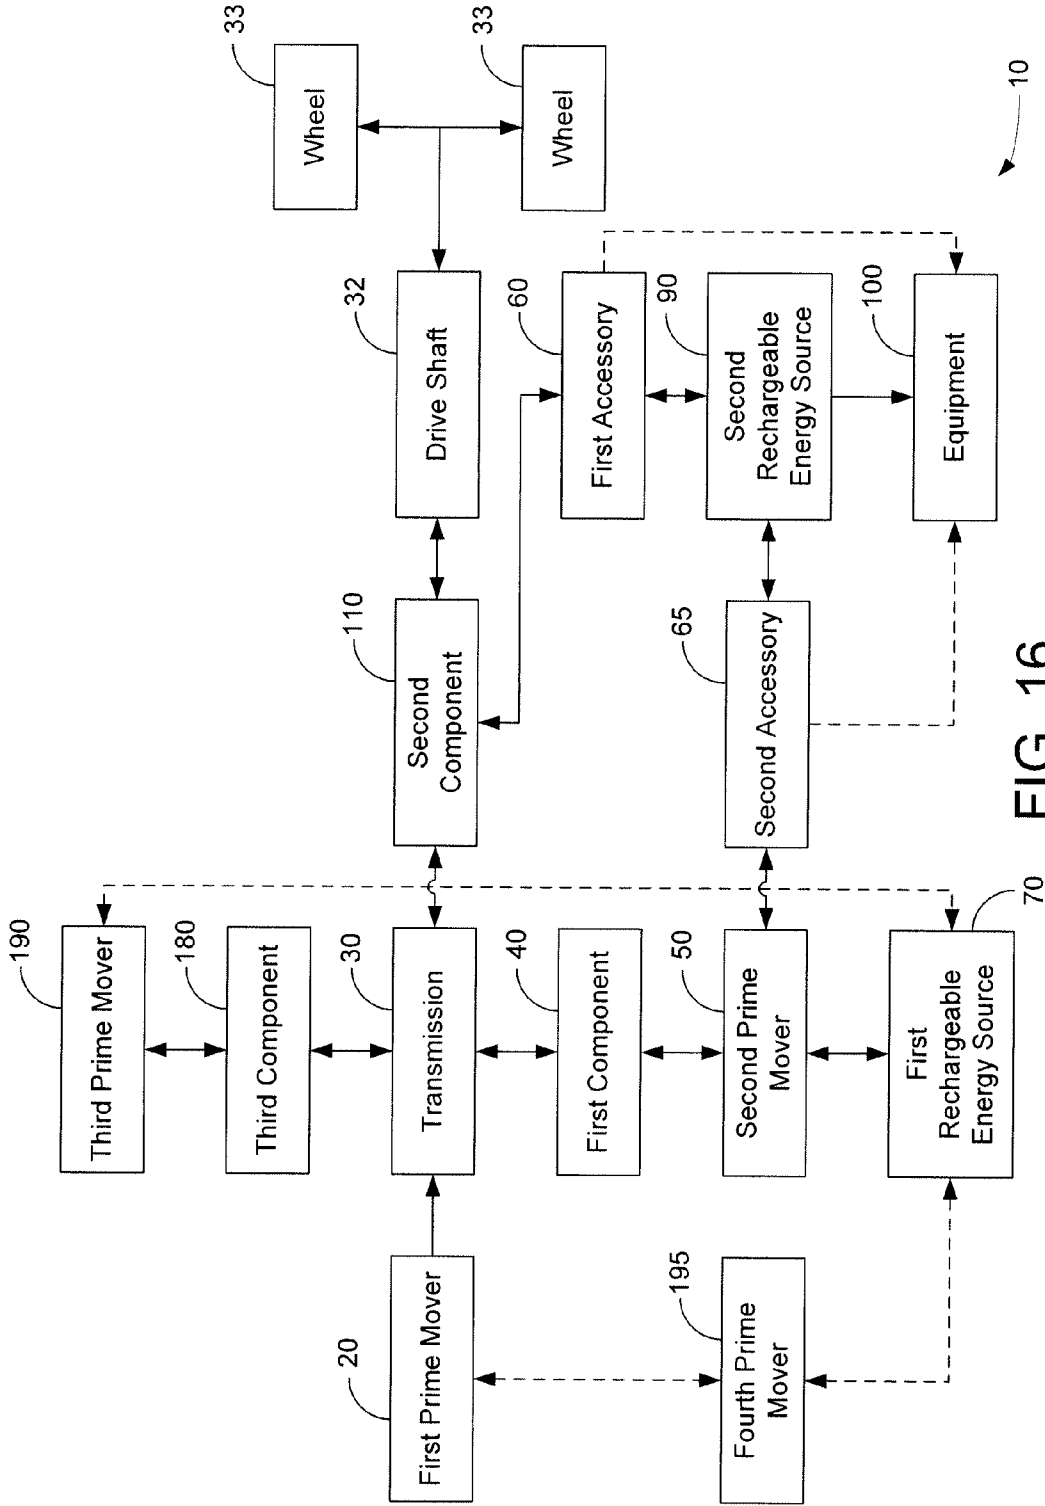 190
Third Prime Mover
180
Third Component
20
First Prime Mover
30
Transmission
110
Second
Component
32
Drive Shaft
33
Wheel
33
Wheel
40
First Component
60
First Accessory
195
Fourth Prime
Mover
50
Second Prime
Mover
65
Second Accessory
90
Second
Rechargeable
Energy Source
70
First
Rechargeable
Energy Source
100
Equipment
10
FIG. 16